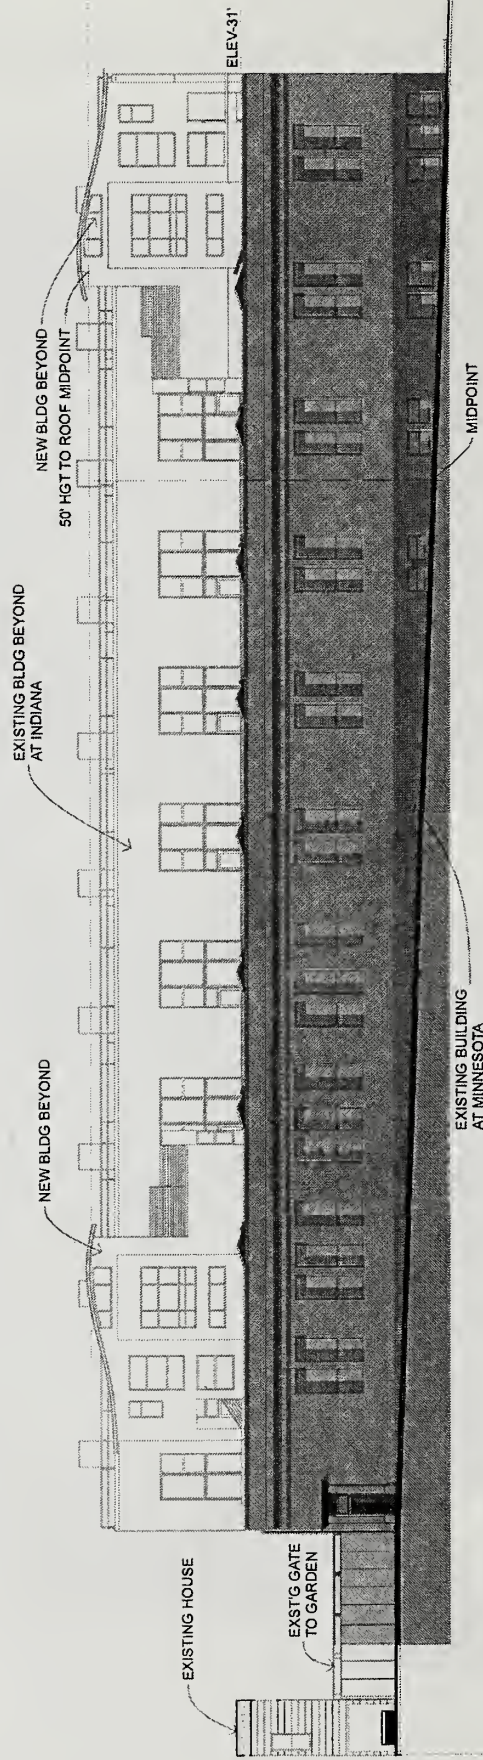 EXISTING HOUSE
EXST'G GATE
TO GARDEN
NEW BLDG BEYOND
EXISTING BLDG BEYOND
AT INDIANA
NEW BLDG BEYOND
50' HGT TO ROOF MIDPOINT
ELEV-31'
EXISTING BUILDING
AT MINNESOTA
MIDPOINT